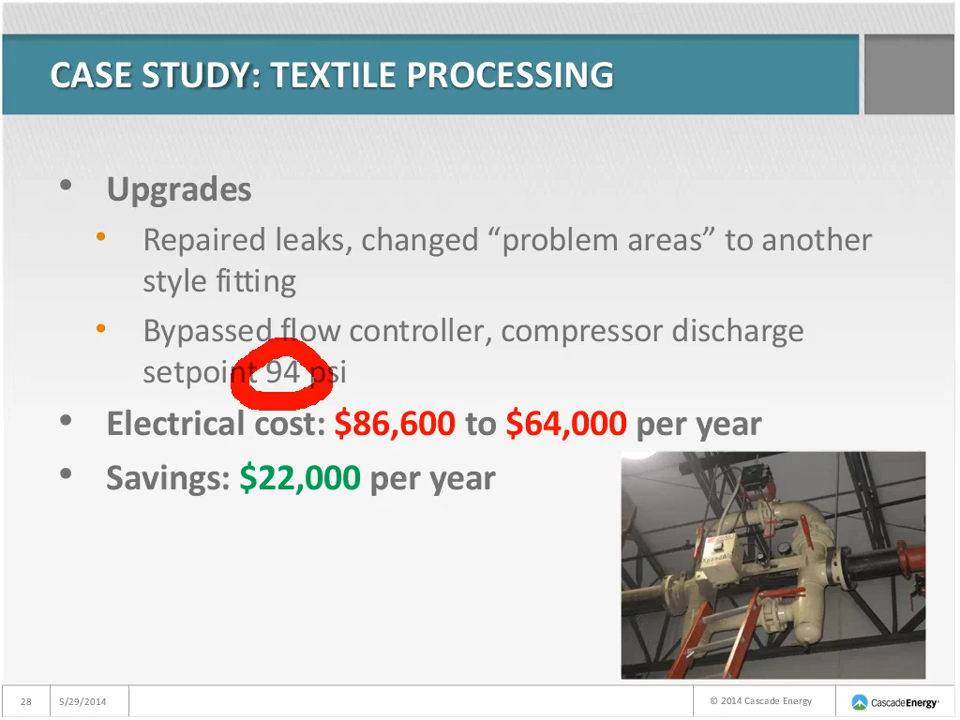 CASE STUDY: TEXTILE PROCESSING
• Upgrades
• Repaired leaks, changed “problem areas” to another
style fitting
• Bypassed flow controller, compressor discharge
setpoint 94 psi
• Electrical cost: $86,600 to $64,000 per year
• Savings: $22,000 per year
XpandAir
28
5/29/2014
© 2014 Cascade Energy
CascadeEnergy